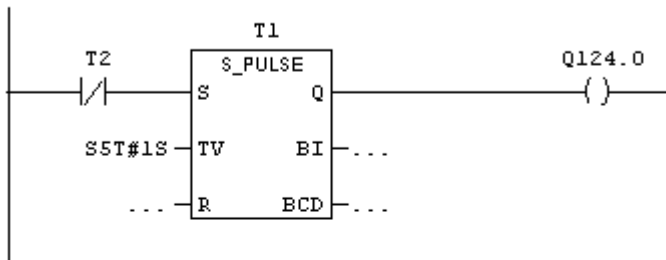 T1
T2 S_PULSE Q124.0
S Q
S5T#1S TV BI ...
... R BCD ...